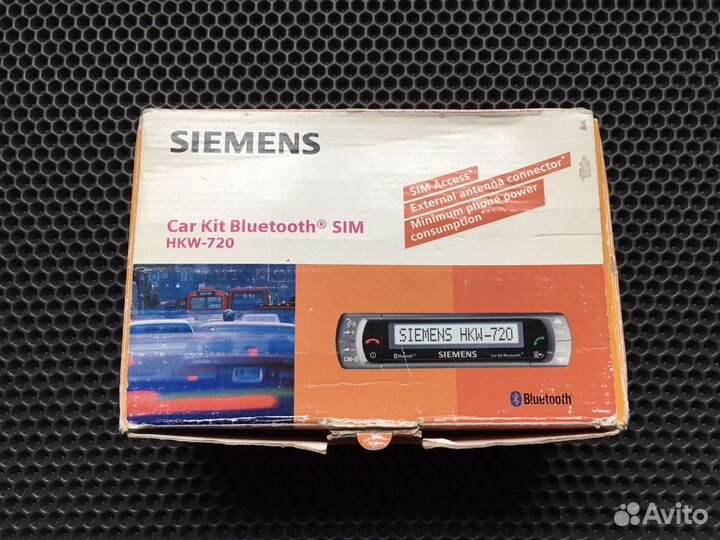 SIEMENS
SIM Access*
External antenna connector*
Minimum phone power
consumption*
Car Kit Bluetooth® SIM
HKW-720
SIEMENS HKW-720
Bluetooth®
SIEMENS
Car Kit Bluetooth®
Bluetooth®
Avito